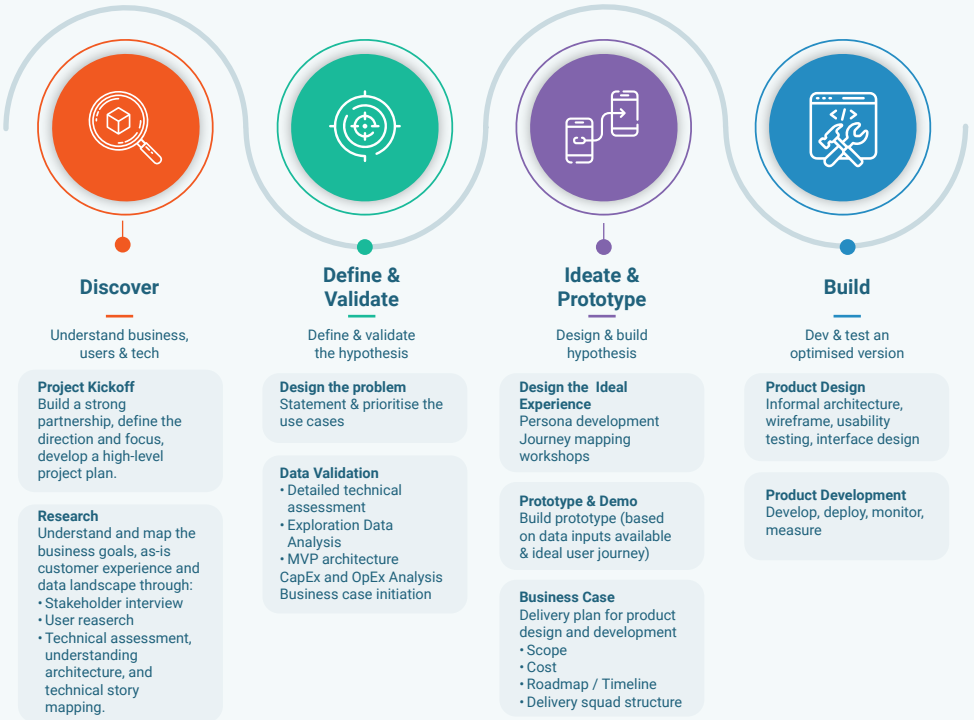 Discover
Understand business,
users & tech
Project Kickoff
Build a strong
partnership, define the
direction and focus,
develop a high-level
project plan.
Research
Understand and map the
business goals, as-is
customer experience and
data landscape through:
• Stakeholder interview
• User reaserch
• Technical assessment,
understanding
architecture, and
technical story
mapping.
Define &
Validate
Define & validate
the hypothesis
Design the problem
Statement & prioritise the
use cases
Data Validation
• Detailed technical
assessment
• Exploration Data
Analysis
• MVP architecture
CapEx and OpEx Analysis
Business case initiation
Ideate &
Prototype
Design & build
hypothesis
Design the Ideal
Experience
Persona development
Journey mapping
workshops
Prototype & Demo
Build prototype (based
on data inputs available
& ideal user journey)
Business Case
Delivery plan for product
design and development
• Scope
• Cost
• Roadmap / Timeline
• Delivery squad structure
</> 
Build
Dev & test an
optimised version
Product Design
Informal architecture,
wireframe, usability
testing, interface design
Product Development
Develop, deploy, monitor,
measure